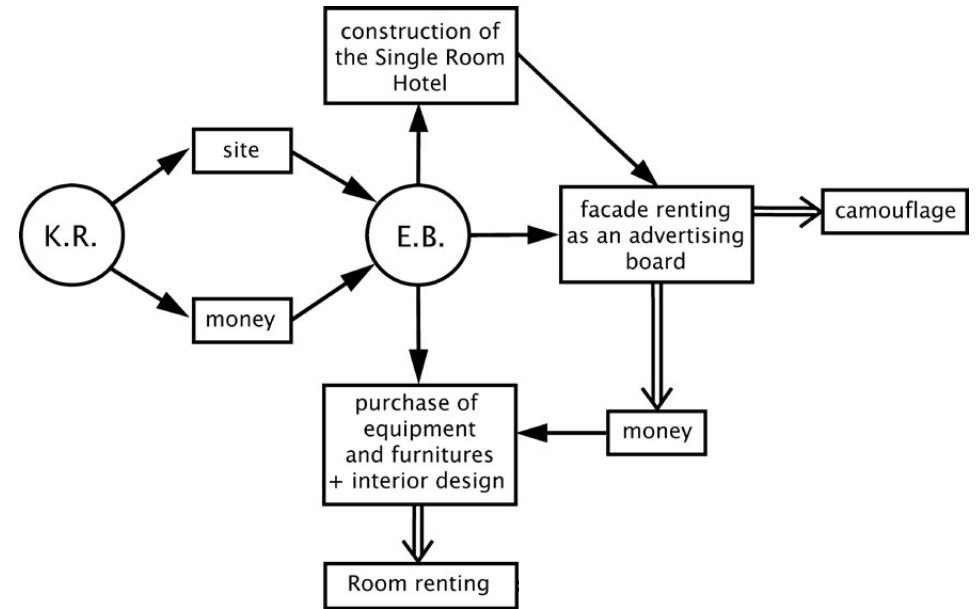 construction of
the Single Room
Hotel
site
K.R.
E.B.
money
facade renting
as an advertising
board
camouflage
purchase of
equipment
and furnitures
+ interior design
money
Room renting